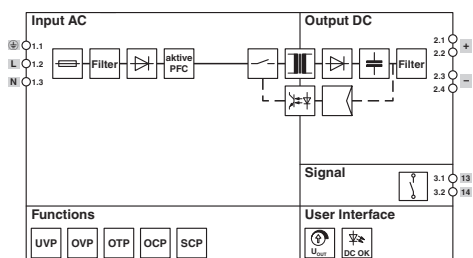 Input AC
Output DC
1.1
L 1.2
N 1.3
Filter
aktive
PFC
Filter
2.1
2.2
+
2.3
2.4
–
Signal
3.1 13
3.2 14
Functions
UVP OVP OTP OCP SCP
User Interface
UOUT
DC OK